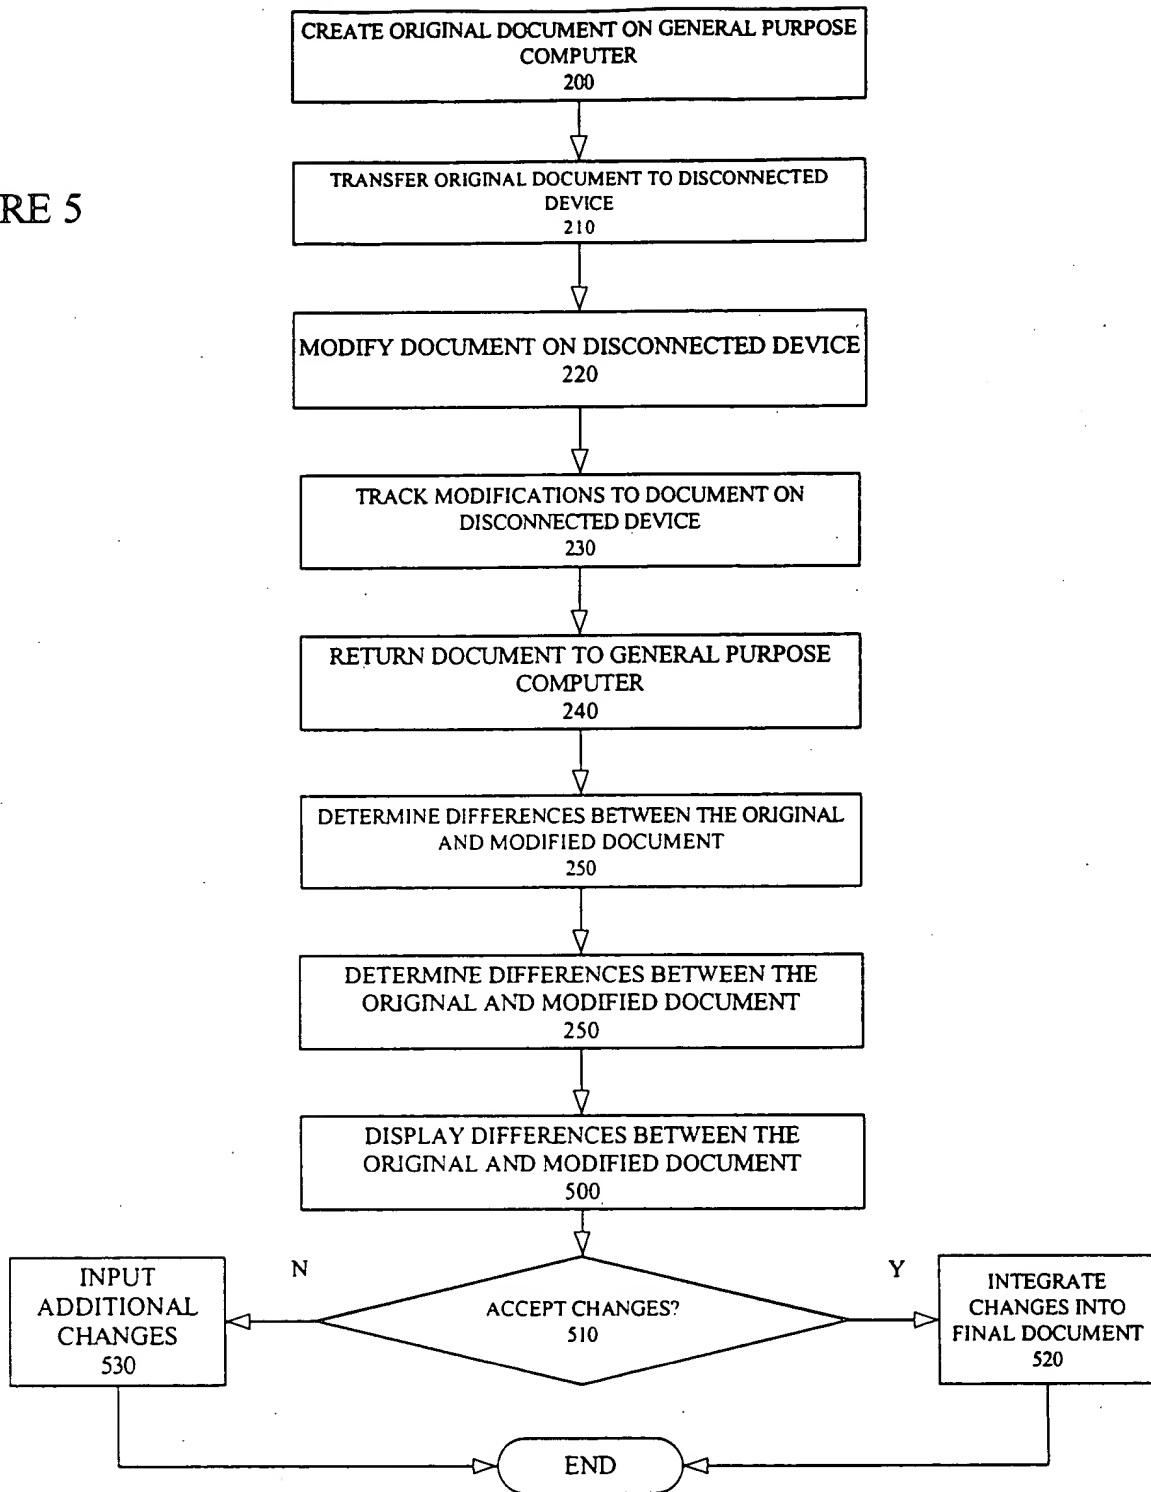 CREATE ORIGINAL DOCUMENT ON GENERAL PURPOSE
COMPUTER
200
TRANSFER ORIGINAL DOCUMENT TO DISCONNECTED
DEVICE
210
RE 5
MODIFY DOCUMENT ON DISCONNECTED DEVICE
220
TRACK MODIFICATIONS TO DOCUMENT ON
DISCONNECTED DEVICE
230
RETURN DOCUMENT TO GENERAL PURPOSE
COMPUTER
240
DETERMINE DIFFERENCES BETWEEN THE ORIGINAL
AND MODIFIED DOCUMENT
250
DETERMINE DIFFERENCES BETWEEN THE
ORIGINAL AND MODIFIED DOCUMENT
250
DISPLAY DIFFERENCES BETWEEN THE
ORIGINAL AND MODIFIED DOCUMENT
500
N
Y
INPUT
ADDITIONAL
CHANGES
530
ACCEPT CHANGES?
510
INTEGRATE
CHANGES INTO
FINAL DOCUMENT
520
END